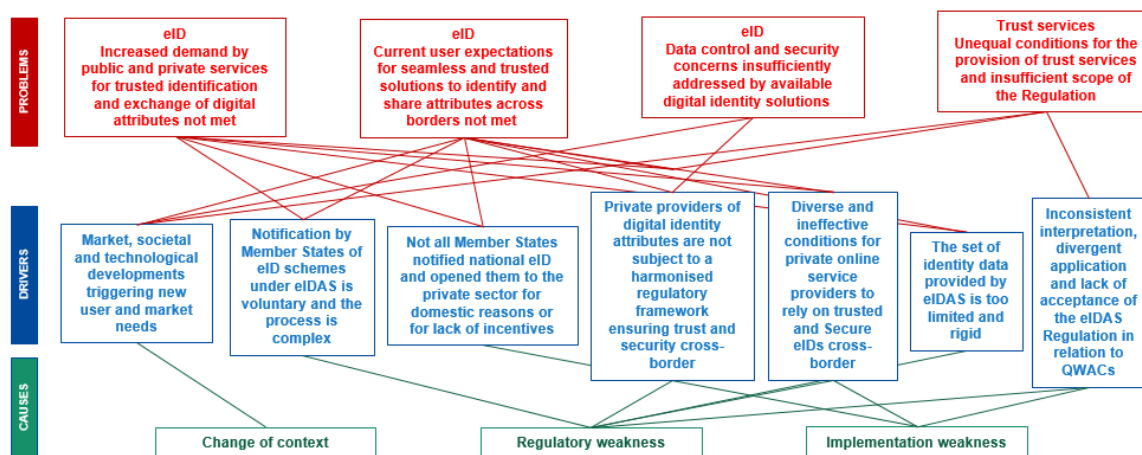 PROBLEMS
eID
Increased demand by
public and private services
for trusted identification
and exchange of digital
attributes not met
eID
Current user expectations
for seamless and trusted
solutions to identify and
share attributes across
borders not met
eID
Data control and security
concerns insufficiently
addressed by available
digital identity solutions
Trust services
Unequal conditions for the
provision of trust services
and insufficient scope of
the Regulation
DRIVERS
Market, societal
and technological
developments
triggering new
user and market
needs
Notification by
Member States of
eID schemes
under eIDAS is
voluntary and the
process is
complex
Not all Member States
notified national eID
and opened them to the
private sector for
domestic reasons or
for lack of incentives
Private providers of
digital identity
attributes are not
subject to a
harmonised
regulatory
framework
ensuring trust and
security cross-
border
Diverse and
ineffective
conditions for
private online
service
providers to
rely on trusted
and Secure
eIDs cross-
border
The set of
identity data
provided by
eIDAS is too
limited and
rigid
Inconsistent
interpretation,
divergent
application
and lack of
acceptance of
the eIDAS
Regulation in
relation to
QWACs
CAUSES
Change of context
Regulatory weakness
Implementation weakness